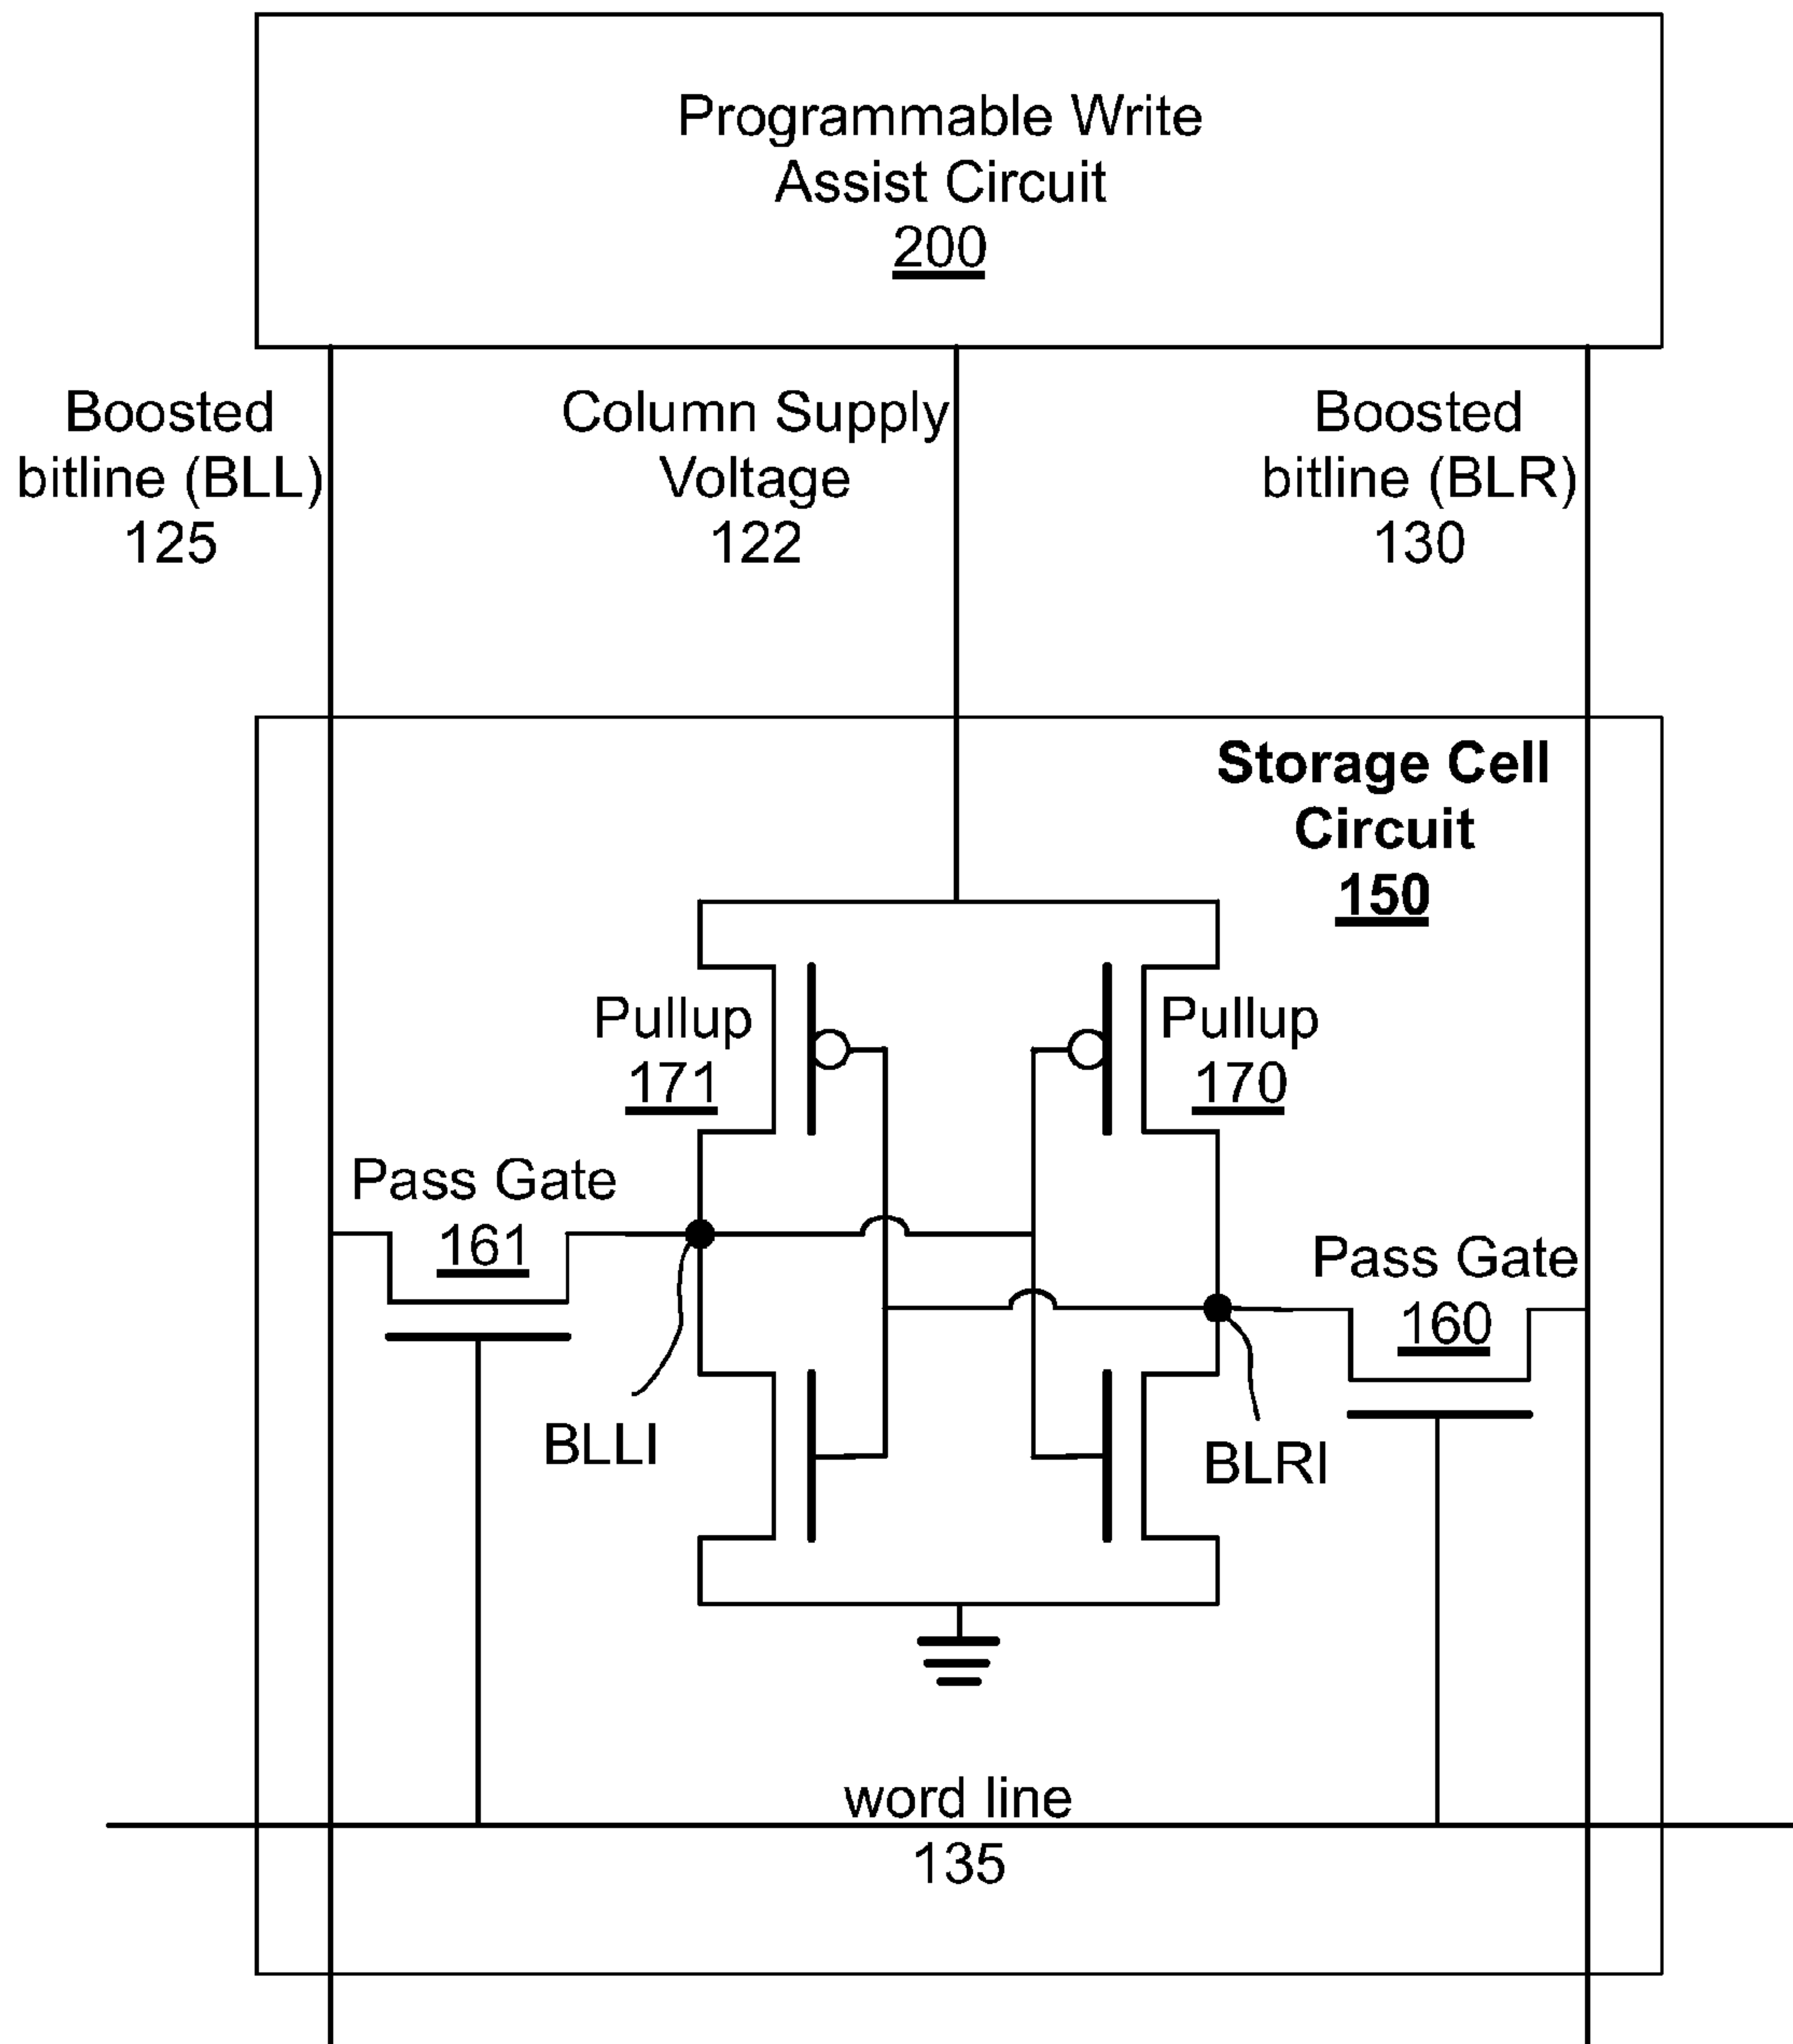 Programmable Write
Assist Circuit
200
Boosted
bitline (BLL)
125
Column Supply
Voltage
122
Boosted
bitline (BLR)
130
Storage Cell
Circuit
150
Pullup
171
Pullup
170
Pass Gate
161
Pass Gate
160
BLLI
BLRI
word line
135